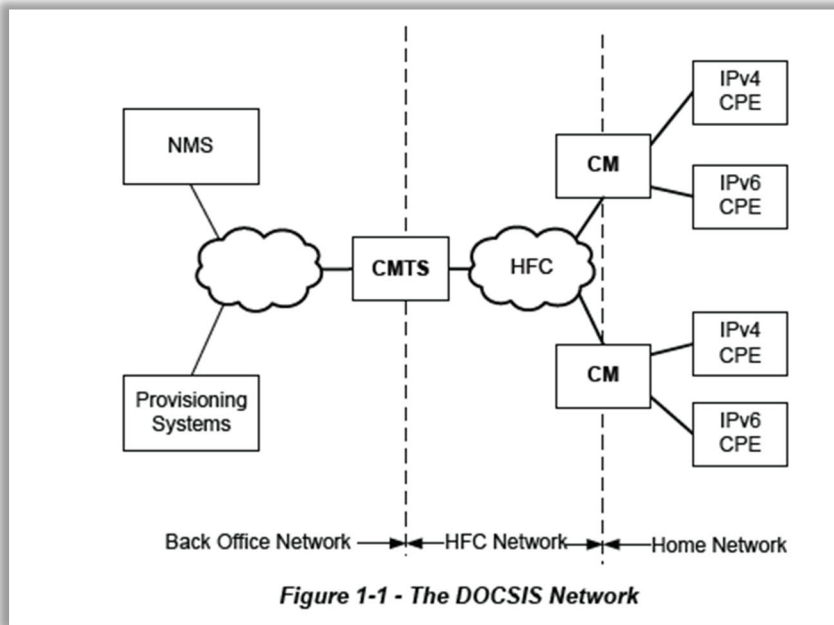 NMS
Provisioning
Systems
CMTS
HFC
CM
IPv4
CPE
IPv6
CPE
CM
IPv4
CPE
IPv6
CPE
Back Office Network
HFC Network
Home Network
Figure 1-1 - The DOCSIS Network